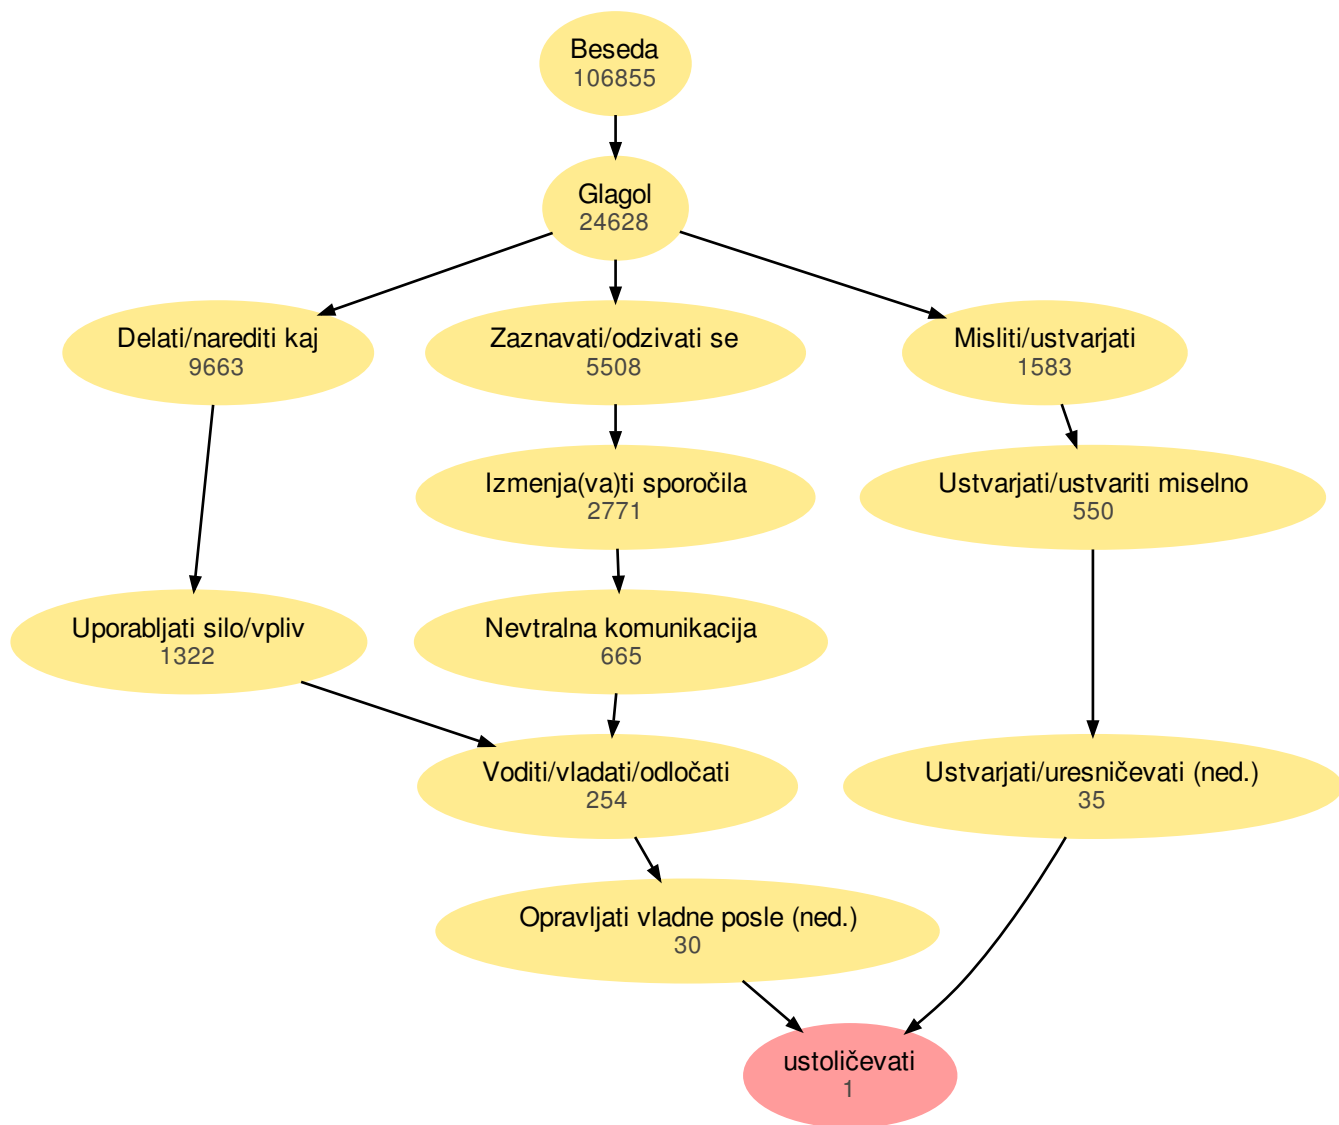 Beseda
106855
Glagol
24628
Delati/narediti kaj
9663
Zaznavati/odzivati se
5508
Misliti/ustvarjati
1583
Izmenja(va)ti sporočila
2771
Ustvarjati/ustvariti miselno
550
Uporabljati silo/vpliv
1322
Nevtralna komunikacija
665
Voditi/vladati/odločati
254
Ustvarjati/uresničevati (ned.)
35
Opravljati vladne posle (ned.)
30
ustoličevati
1